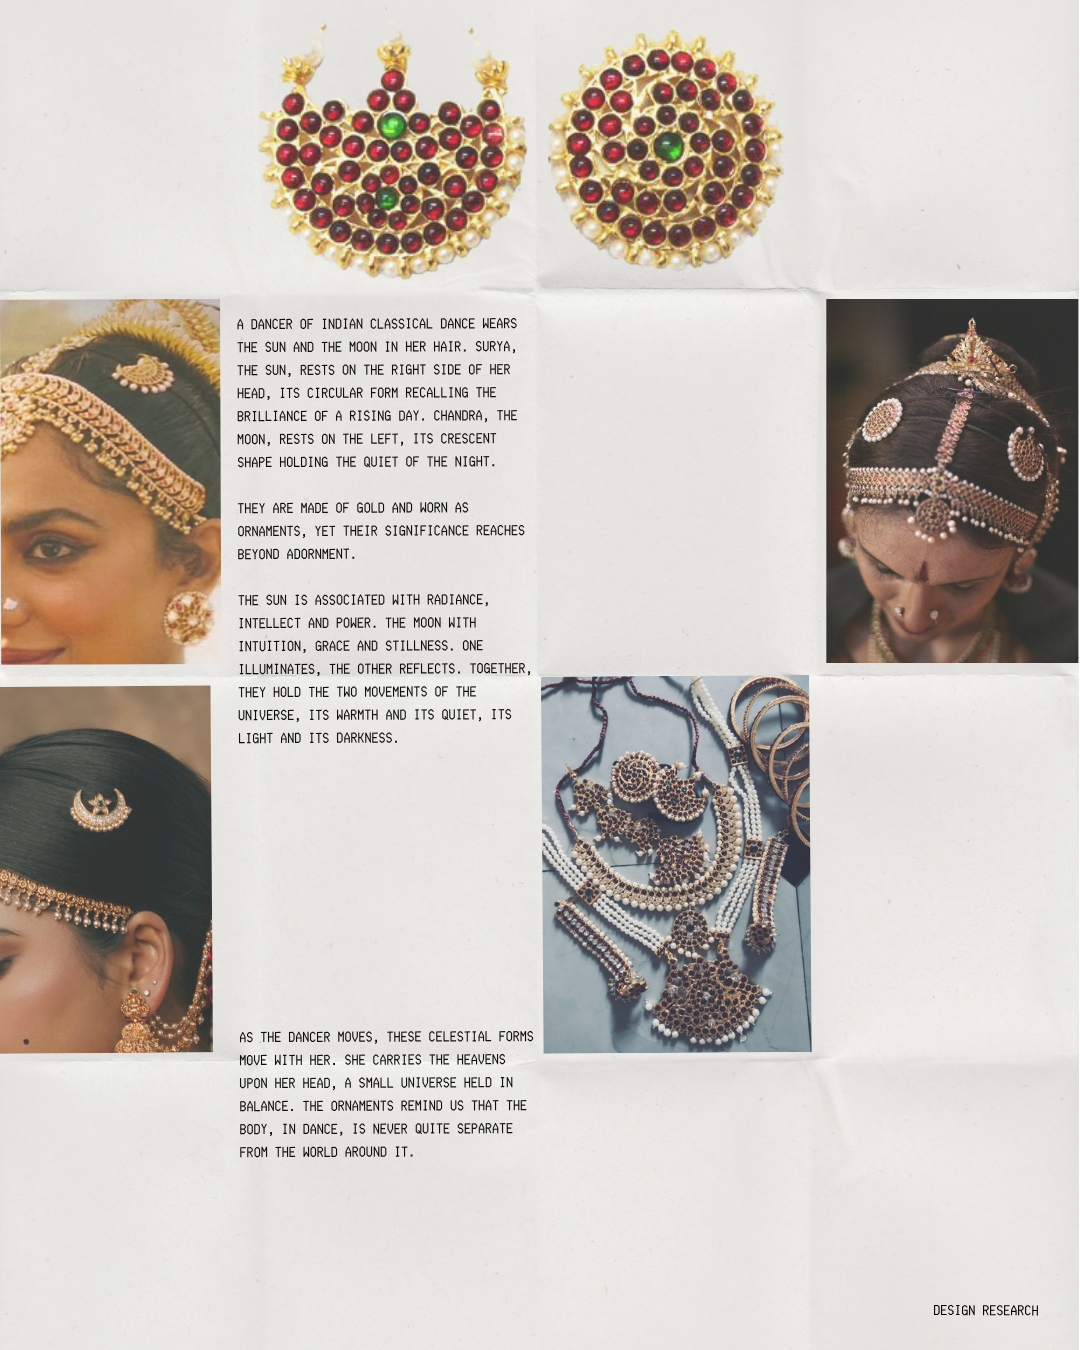 A DANCER OF INDIAN CLASSICAL DANCE WEARS
THE SUN AND THE MOON IN HER HAIR. SURYA,
THE SUN, RESTS ON THE RIGHT SIDE OF HER
HEAD, ITS CIRCULAR FORM RECALLING THE
BRILLIANCE OF A RISING DAY. CHANDRA, THE
MOON, RESTS ON THE LEFT, ITS CRESCENT
SHAPE HOLDING THE QUIET OF THE NIGHT.
THEY ARE MADE OF GOLD AND WORN AS
ORNAMENTS, YET THEIR SIGNIFICANCE REACHES
BEYOND ADORNMENT.
THE SUN IS ASSOCIATED WITH RADIANCE,
INTELLECT AND POWER. THE MOON WITH
INTUITION, GRACE AND STILLNESS. ONE
ILLUMINATES, THE OTHER REFLECTS. TOGETHER,
THEY HOLD THE TWO MOVEMENTS OF THE
UNIVERSE, ITS WARMTH AND ITS QUIET, ITS
LIGHT AND ITS DARKNESS.
AS THE DANCER MOVES, THESE CELESTIAL FORMS
MOVE WITH HER. SHE CARRIES THE HEAVENS
UPON HER HEAD, A SMALL UNIVERSE HELD IN
BALANCE. THE ORNAMENTS REMIND US THAT THE
BODY, IN DANCE, IS NEVER QUITE SEPARATE
FROM THE WORLD AROUND IT.
DESIGN RESEARCH